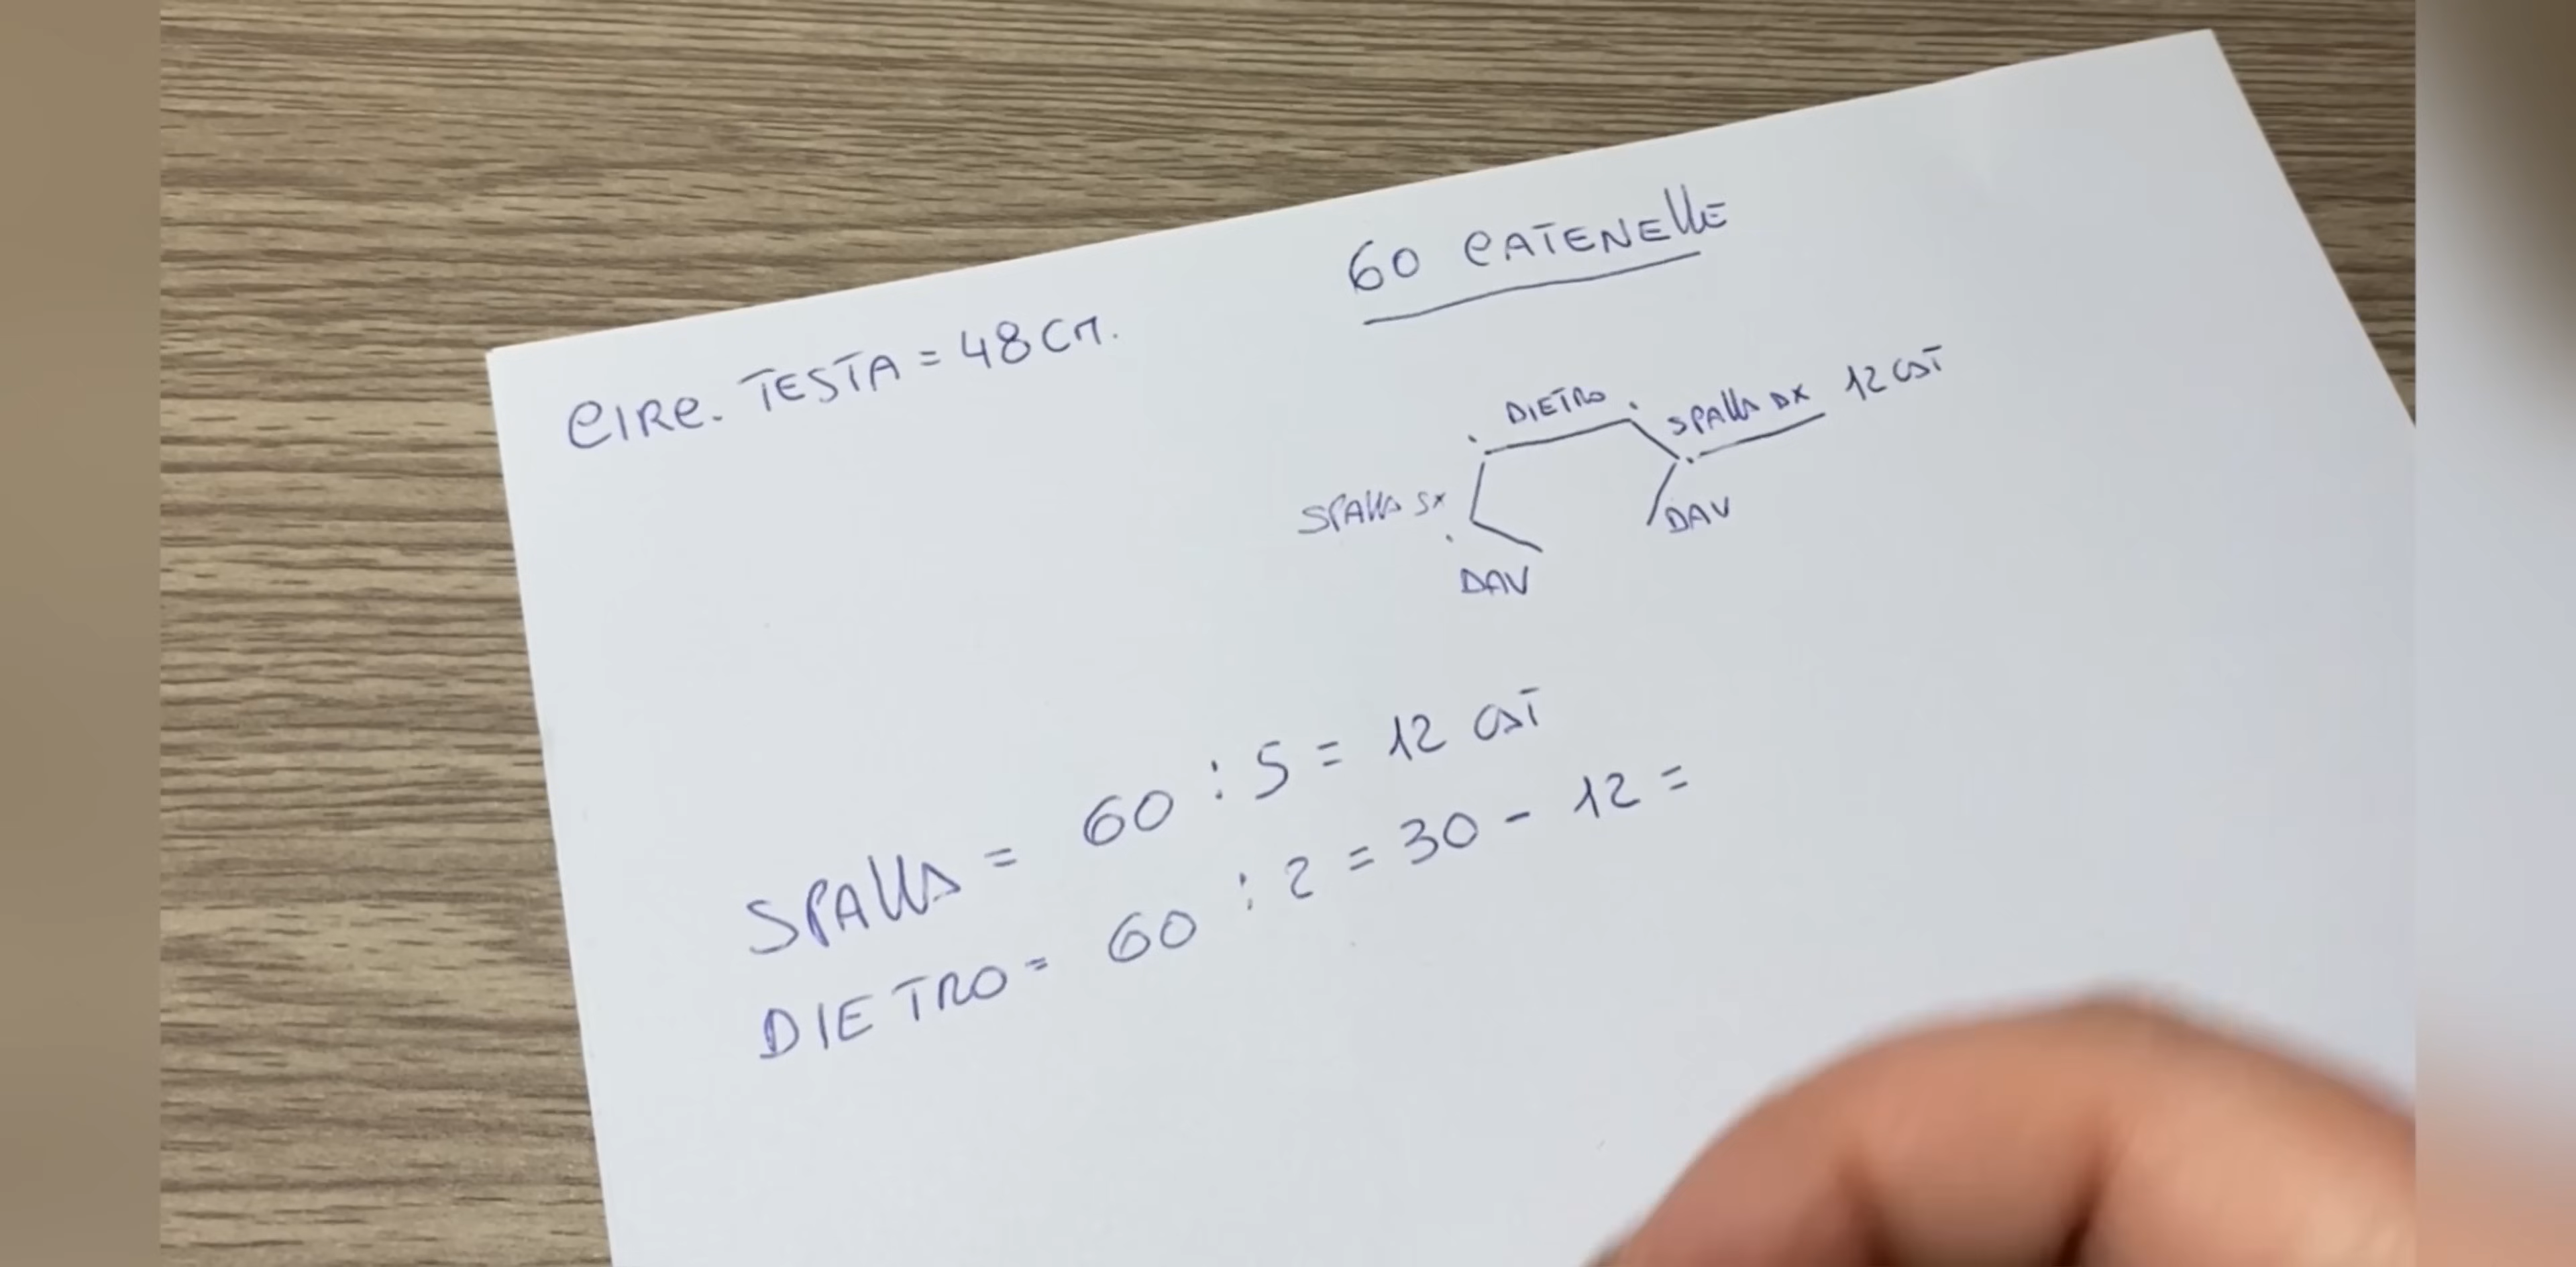 60 CATENELLE
CIRC. TESTA = 48 CM.
DIETRO
SPALLA DX 12 CST
SPALLA SX
DAV
DAV
SPALLA = 60 : 5 = 12 CST
DIETRO = 60 : 2 = 30 - 12 =